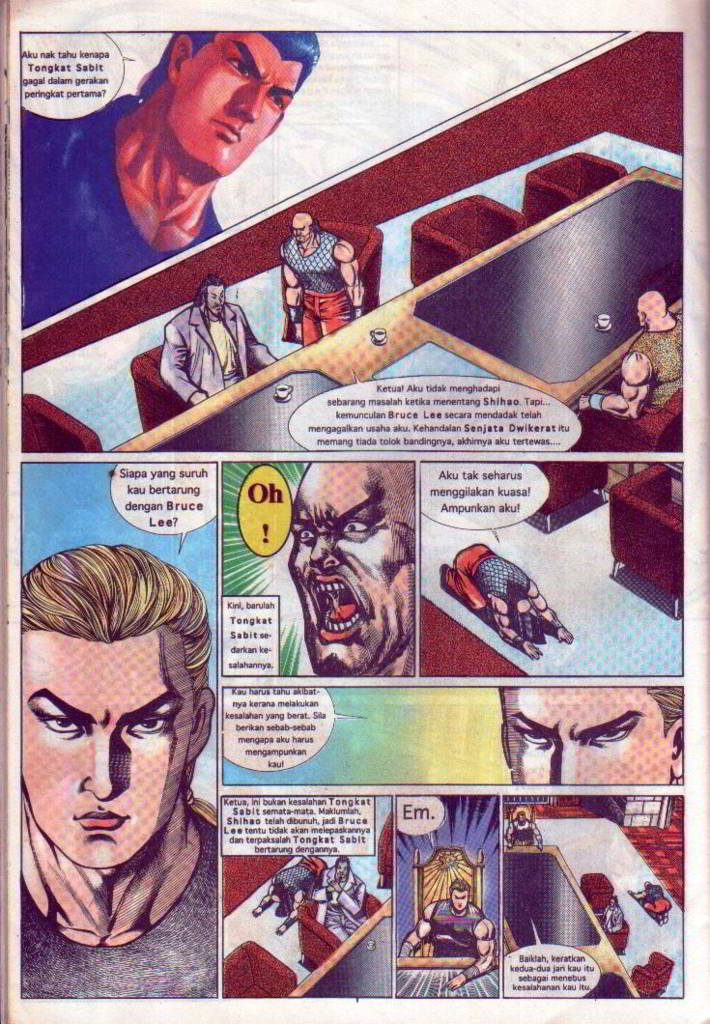 Aku nak tahu kenapa
Tongkat Sabit
gagal dalam gerakan
peringkat pertama?
Ketua! Aku tidak menghadapi
sebarang masalah ketika menentang Shihao. Tapi...
kemunculan Bruce Lee secara mendadak telah
mengagalkan usaha aku. Kehandalan Senjata Dwikerat itu
memang tiada tolok bandingnya, akhirnya aku tertewas....
Siapa yang suruh
kau bertarung
dengan Bruce
Lee?
Oh
!
Kini, barulah
Tongkat
Sabit se-
darkan ke-
salahannya.
Aku tak seharus
menggilakan kuasa!
Ampunkan aku!
Kau harus tahu akibat-
nya kerana melakukan
kesalahan yang berat. Sila
berikan sebab-sebab
mengapa aku harus
mengampunkan
kau!
Ketua, ini bukan kesalahan Tongkat
Sabit semata-mata. Maklumlah,
Shihao telah dibunuh, jadi Bruce
Lee tentu tidak akan melepaskannya
dan terpaksalah Tongkat Sabit
bertarung dengannya.
Em.
Baiklah, keratkan
kedua-dua jari kau itu
sebagai menebus
kesalahanan kau itu.